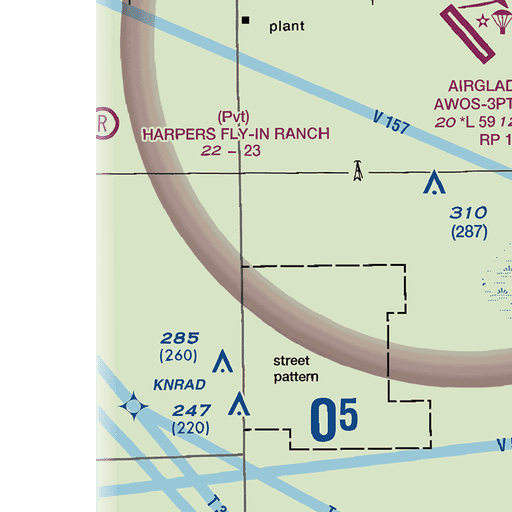 plant
AIRGLAD
AWOS-3PT
20 *L 59 12
RP 1
V 157
R
(Pvt)
HARPERS FLY-IN RANCH
22 - 23
310
(287)
285
(260)
street
pattern
KNRAD
247
(220)
05
V
T 3
T